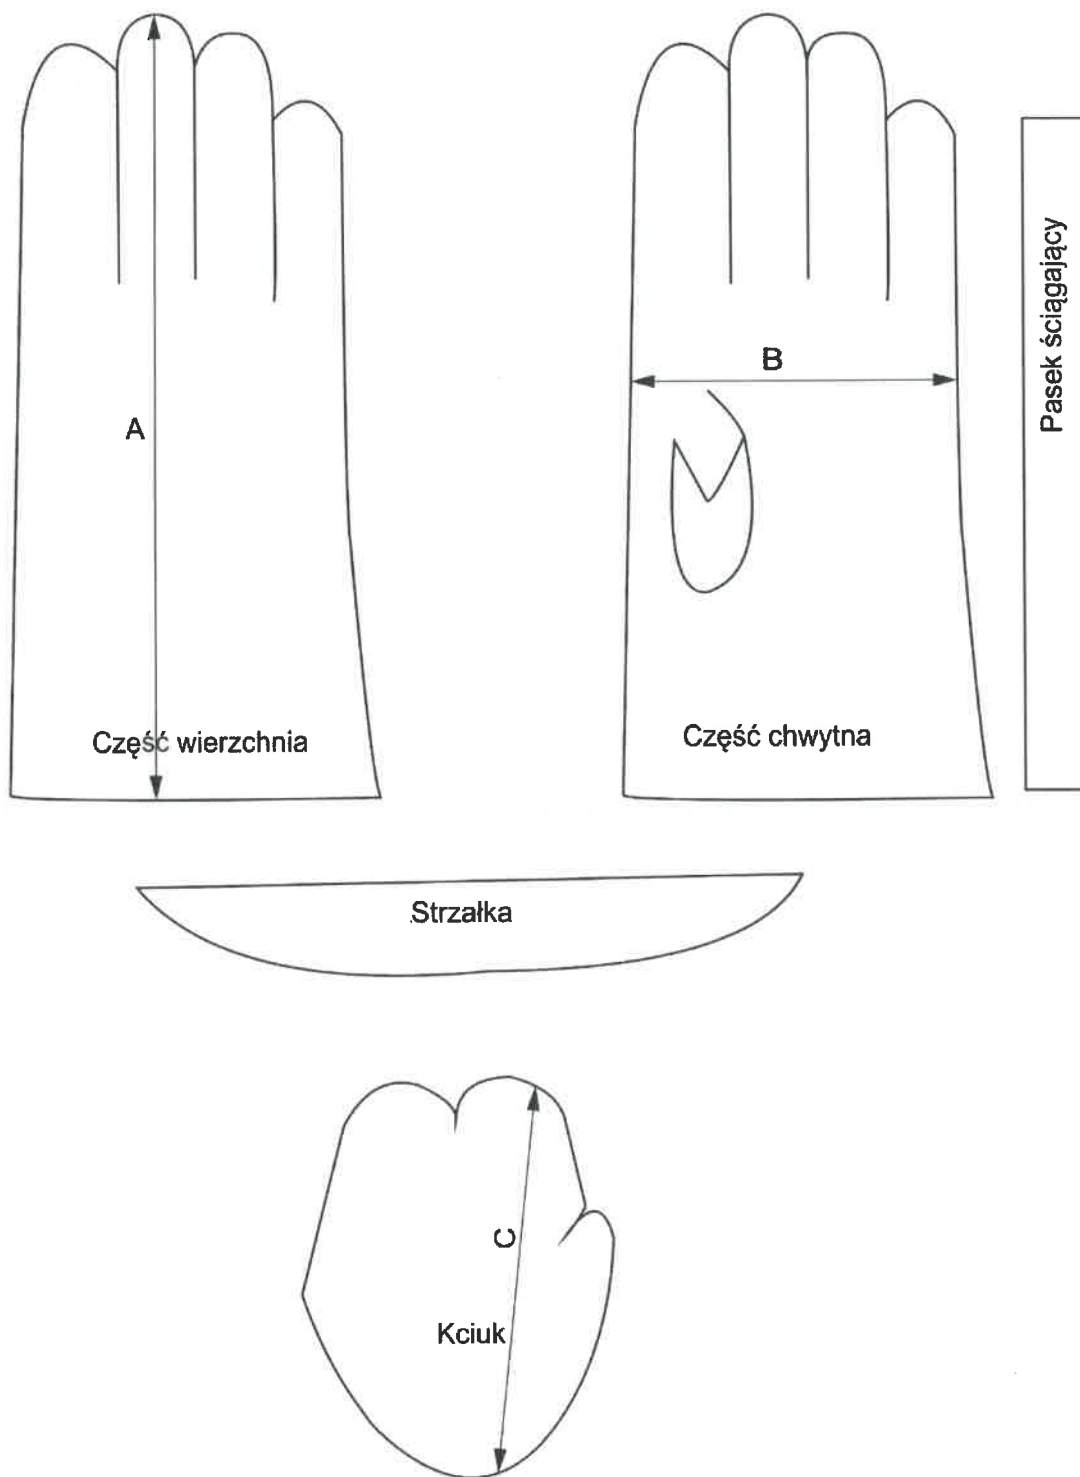 A
B
Pasek ściągający
Część wierzchnia
Część chwytna
Strzałka
C
Kciuk